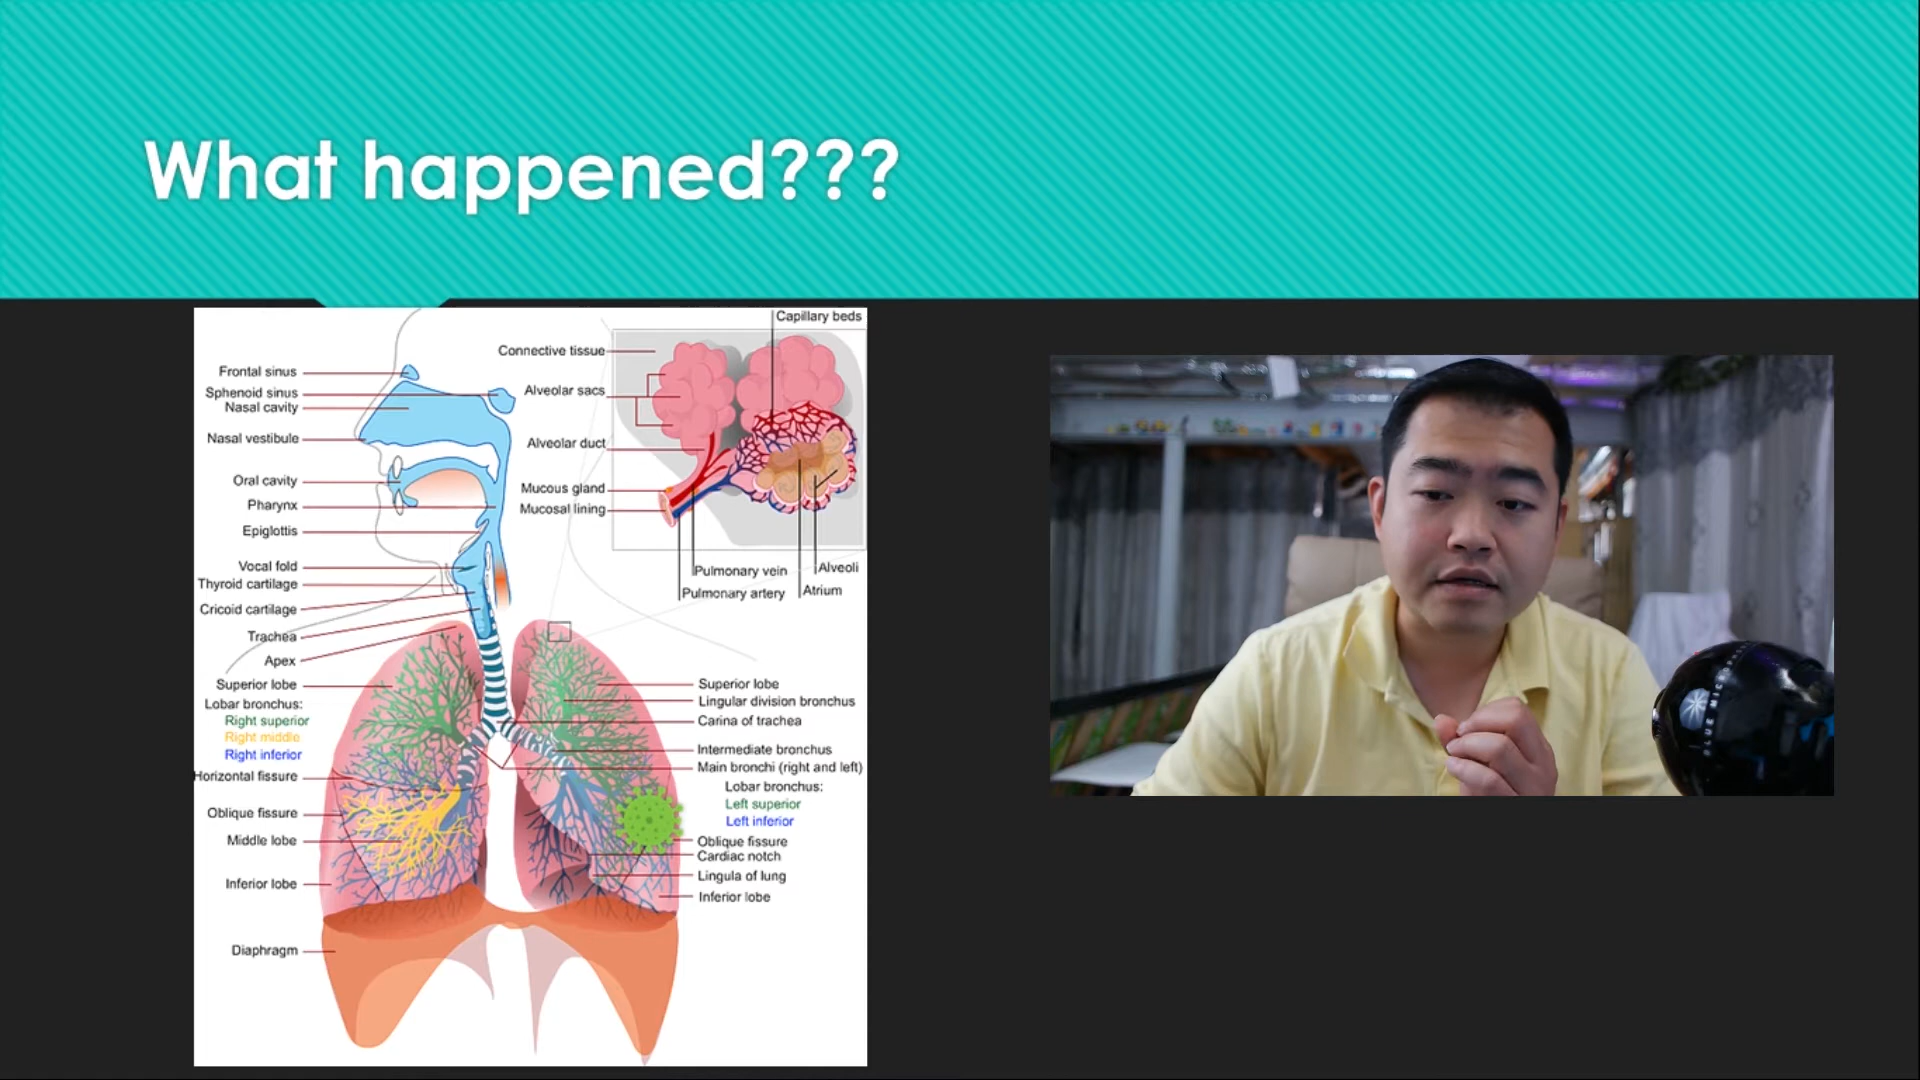 What happened???
Capillary beds
Connective tissue
Alveolar sacs
Alveolar duct
Mucous gland
Mucosal lining
Pulmonary vein
Alveoli
Pulmonary artery
Atrium
Frontal sinus
Sphenoid sinus
Nasal cavity
Nasal vestibule
Oral cavity
Pharynx
Epiglottis
Vocal fold
Thyroid cartilage
Cricoid cartilage
Trachea
Apex
Superior lobe
Lobar bronchus:
Right superior
Right middle
Right inferior
Horizontal fissure
Oblique fissure
Middle lobe
Inferior lobe
Diaphragm
Superior lobe
Lingular division bronchus
Carina of trachea
Intermediate bronchus
Main bronchi (right and left)
Lobar bronchus:
Left superior
Left inferior
Oblique fissure
Cardiac notch
Lingula of lung
Inferior lobe